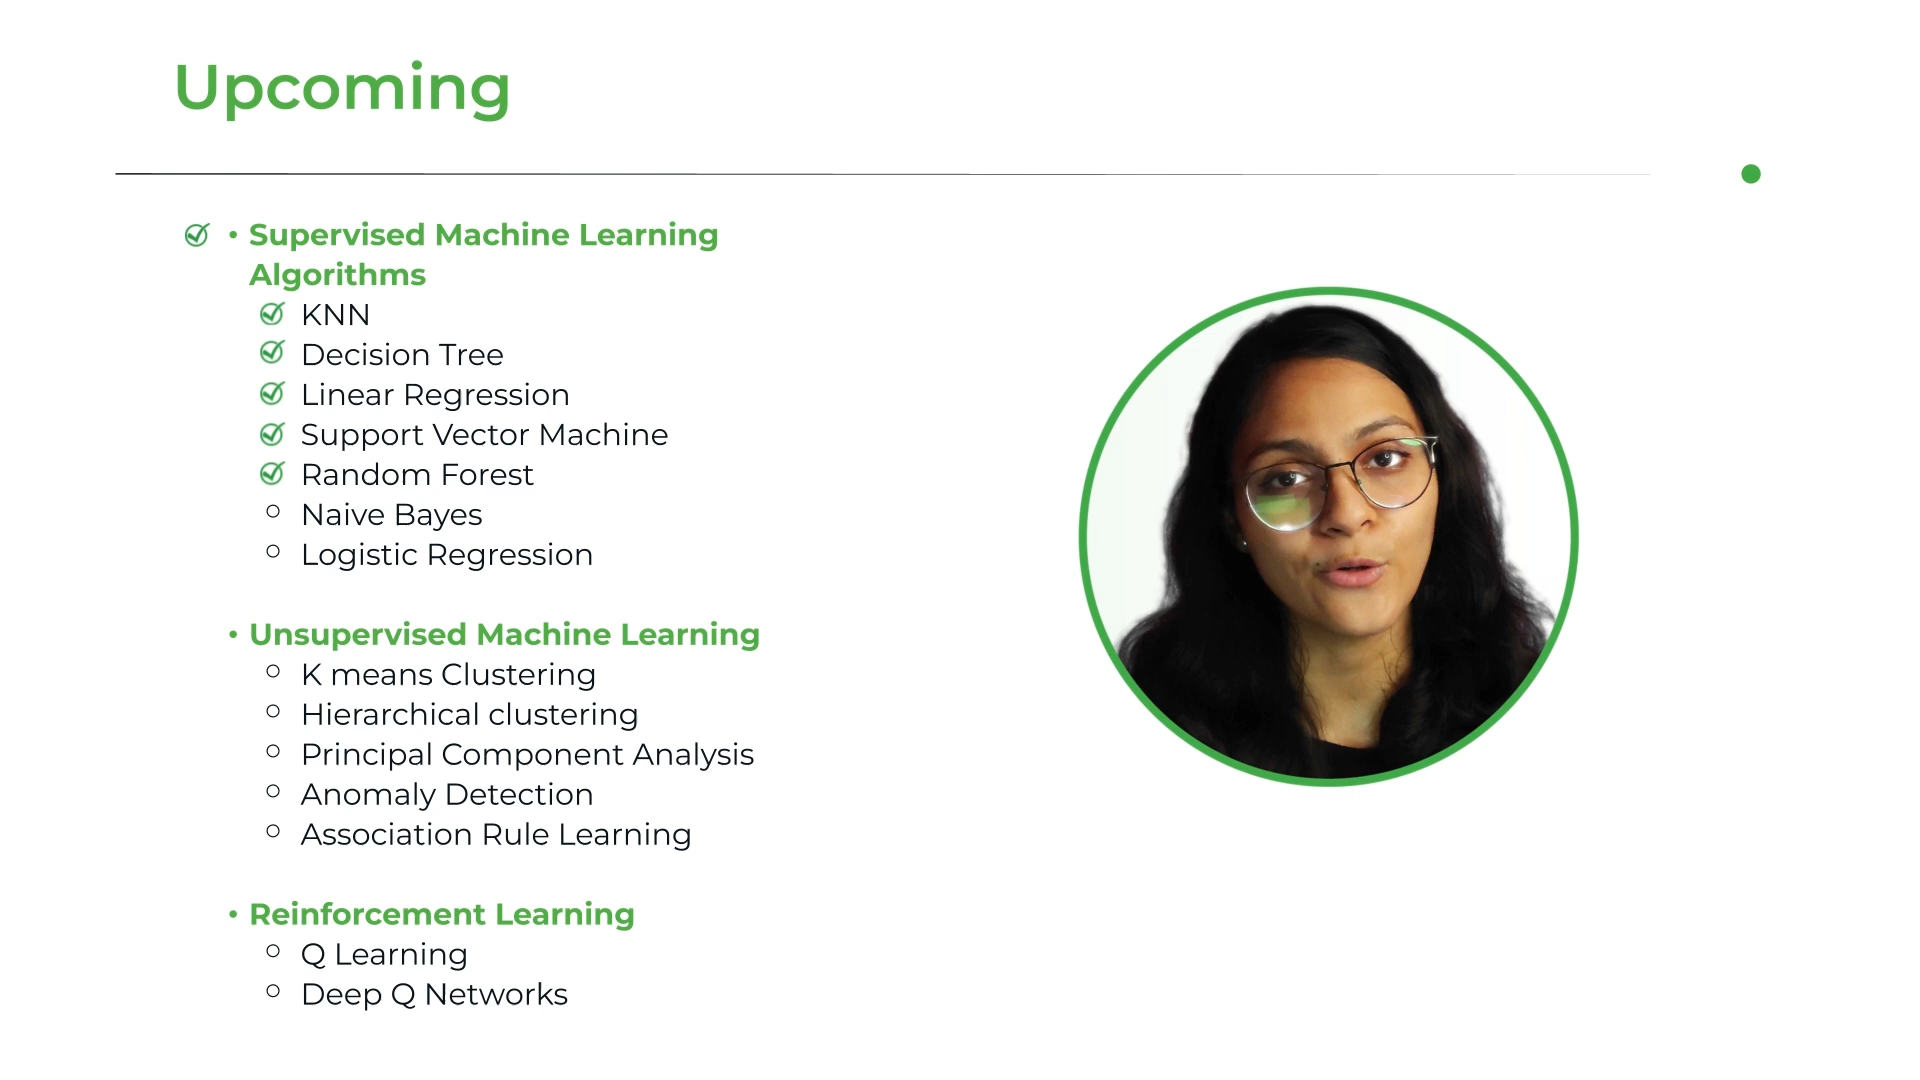 Upcoming
Supervised Machine Learning
Algorithms
KNN
Decision Tree
Linear Regression
Support Vector Machine
Random Forest
Naive Bayes
Logistic Regression
Unsupervised Machine Learning
K means Clustering
Hierarchical clustering
Principal Component Analysis
Anomaly Detection
Association Rule Learning
Reinforcement Learning
Q Learning
Deep Q Networks